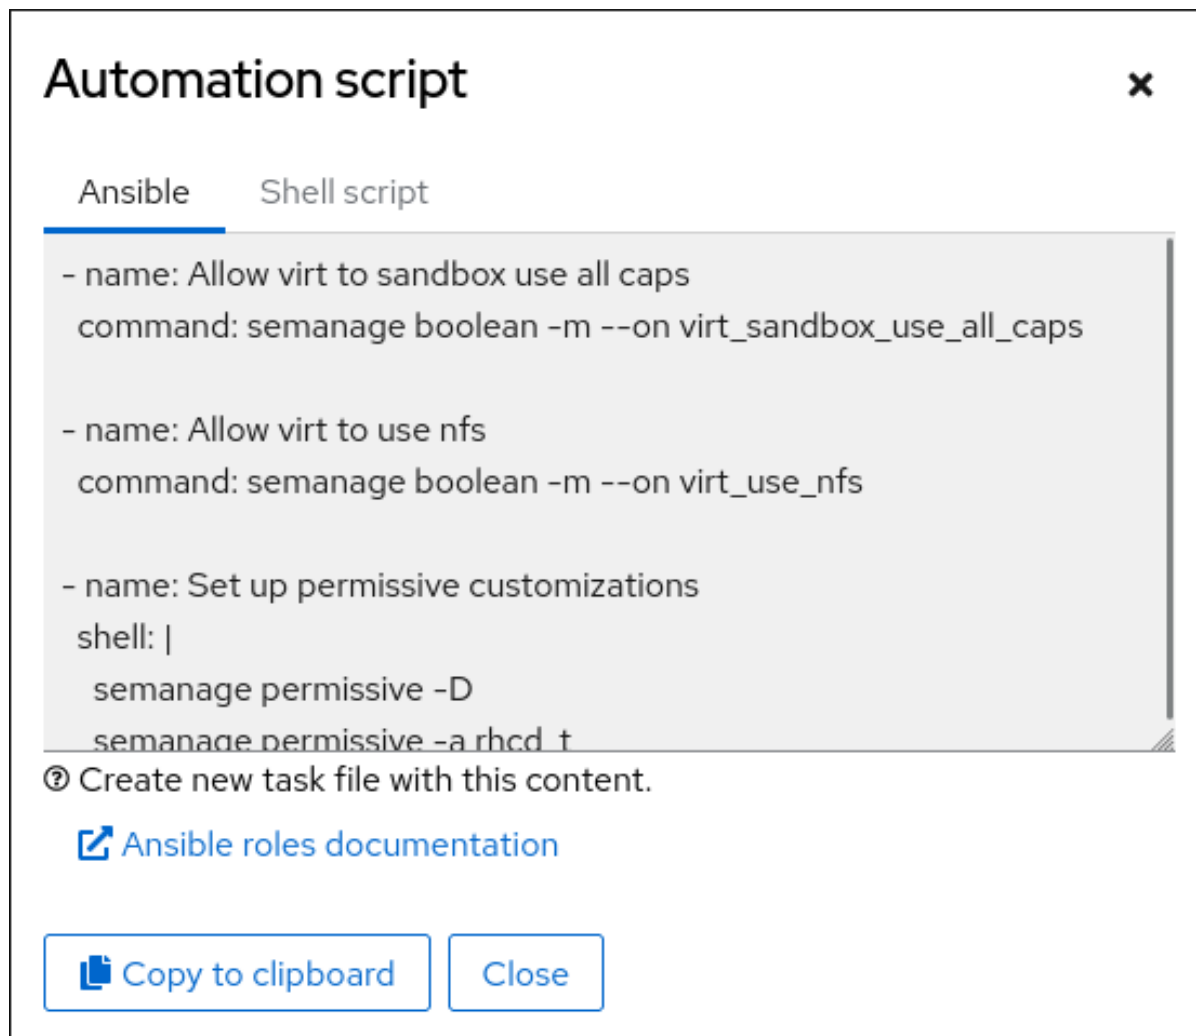 Automation script
Ansible
Shell script
- name: Allow virt to sandbox use all caps
  command: semanage boolean -m --on virt_sandbox_use_all_caps
- name: Allow virt to use nfs
  command: semanage boolean -m --on virt_use_nfs
- name: Set up permissive customizations
  shell: |
    semanage permissive -D
    semanage permissive -a rhcd_t
Create new task file with this content.
Ansible roles documentation
Copy to clipboard
Close